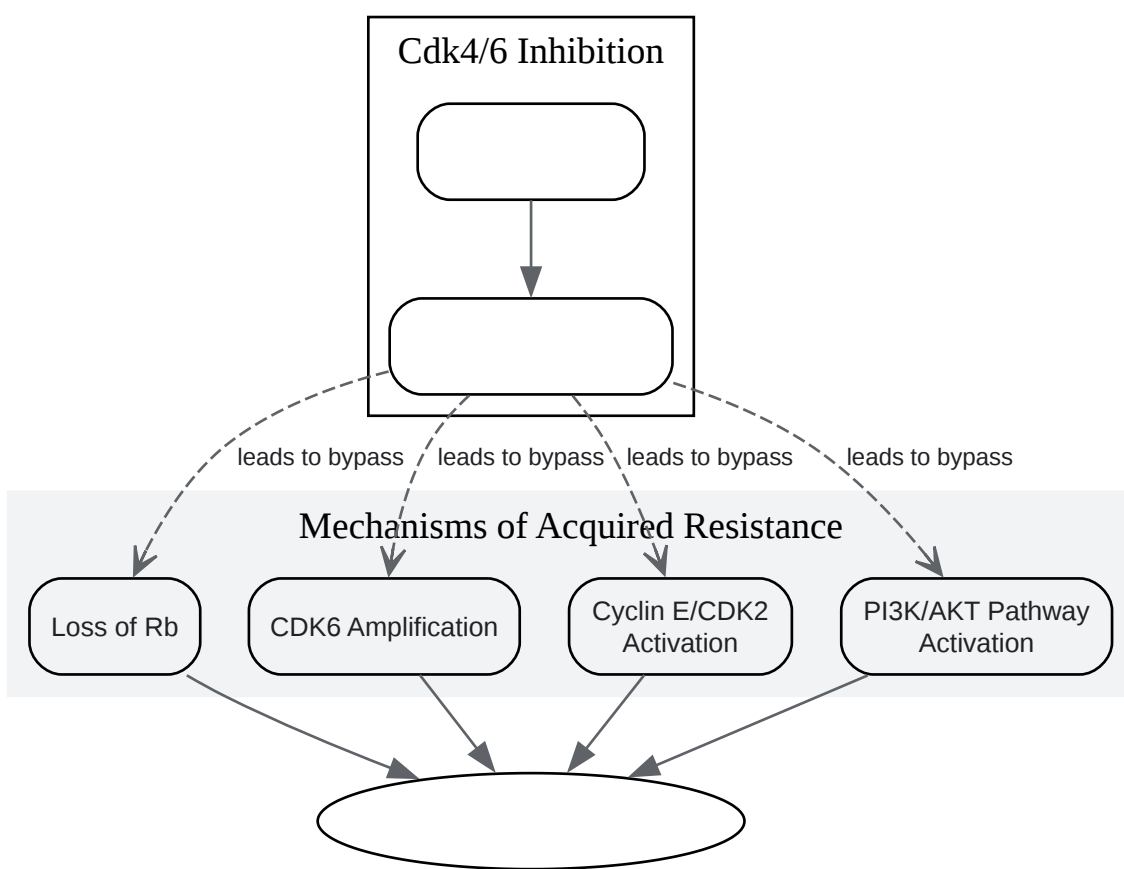 Cdk4/6 Inhibition
leads to bypass
leads to bypass
leads to bypass
leads to bypass
Mechanisms of Acquired Resistance
Loss of Rb
CDK6 Amplification
Cyclin E/CDK2
Activation
PI3K/AKT Pathway
Activation